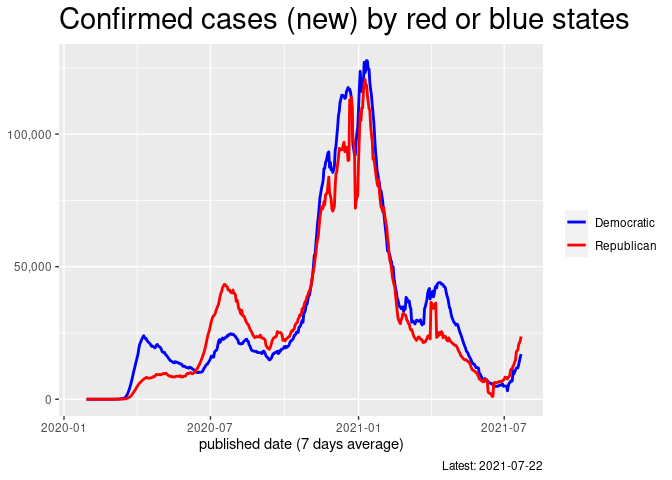 Confirmed cases (new) by red or blue states
100,000
50,000
0
2020-01
2020-07
2021-01
2021-07
published date (7 days average)
Democratic
Republican
Latest: 2021-07-22